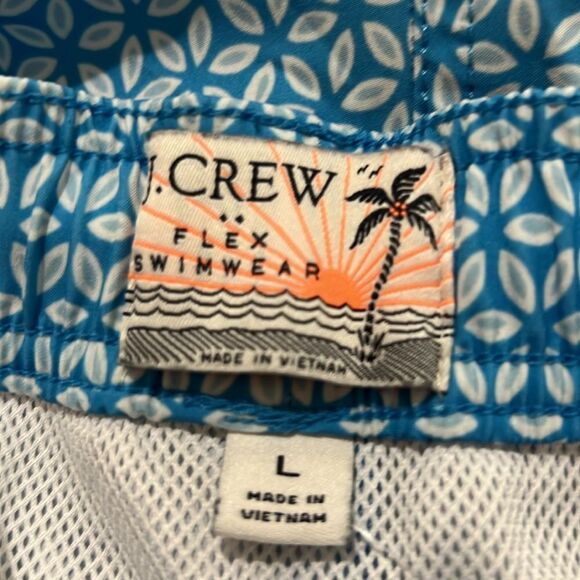 J.CREW
FLEX
SWIMWEAR
MADE IN VIETNAM
L
MADE IN
VIETNAM